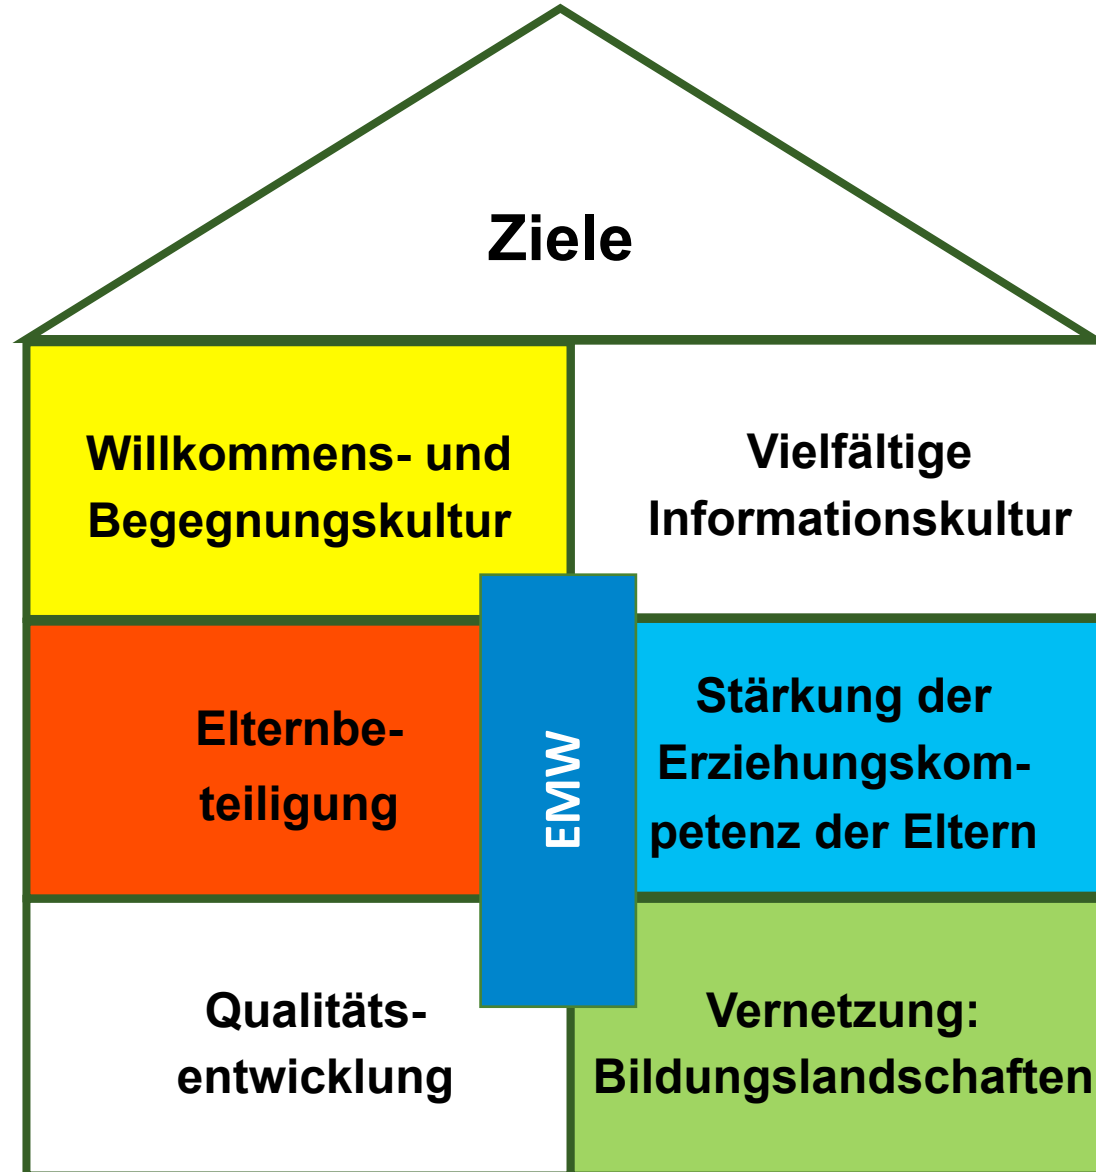 Ziele
Willkommens- und
Begegnungskultur
Vielfältige
Informationskultur
Elternbe-
teiligung
EMW
Stärkung der
Erziehungskom-
petenz der Eltern
Qualitäts-
entwicklung
Vernetzung:
Bildungslandschaften